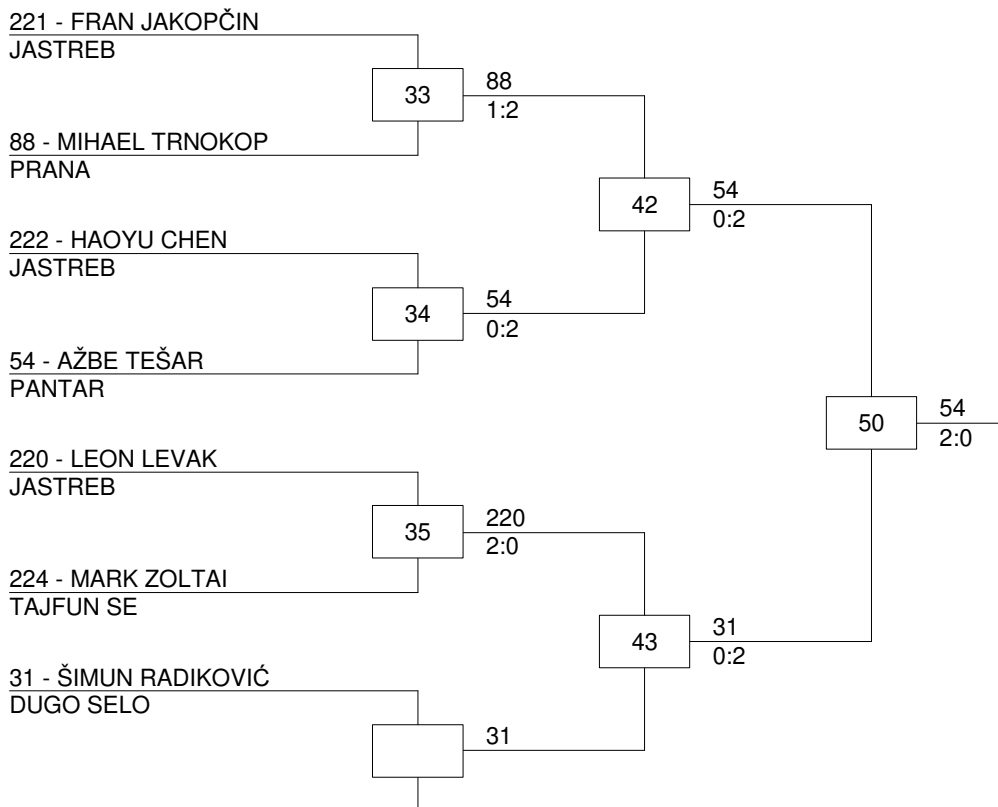 221 - FRAN JAKOPČIN
JASTREB
33
88
1:2
88 - MIHAEL TRNOKOP
PRANA
42
54
0:2
222 - HAOYU CHEN
JASTREB
34
54
0:2
54 - AŽBE TEŠAR
PANTAR
50
54
2:0
220 - LEON LEVAK
JASTREB
35
220
2:0
224 - MARK ZOLTAI
TAJFUN SE
43
31
0:2
31 - ŠIMUN RADIKOVIĆ
DUGO SELO
31